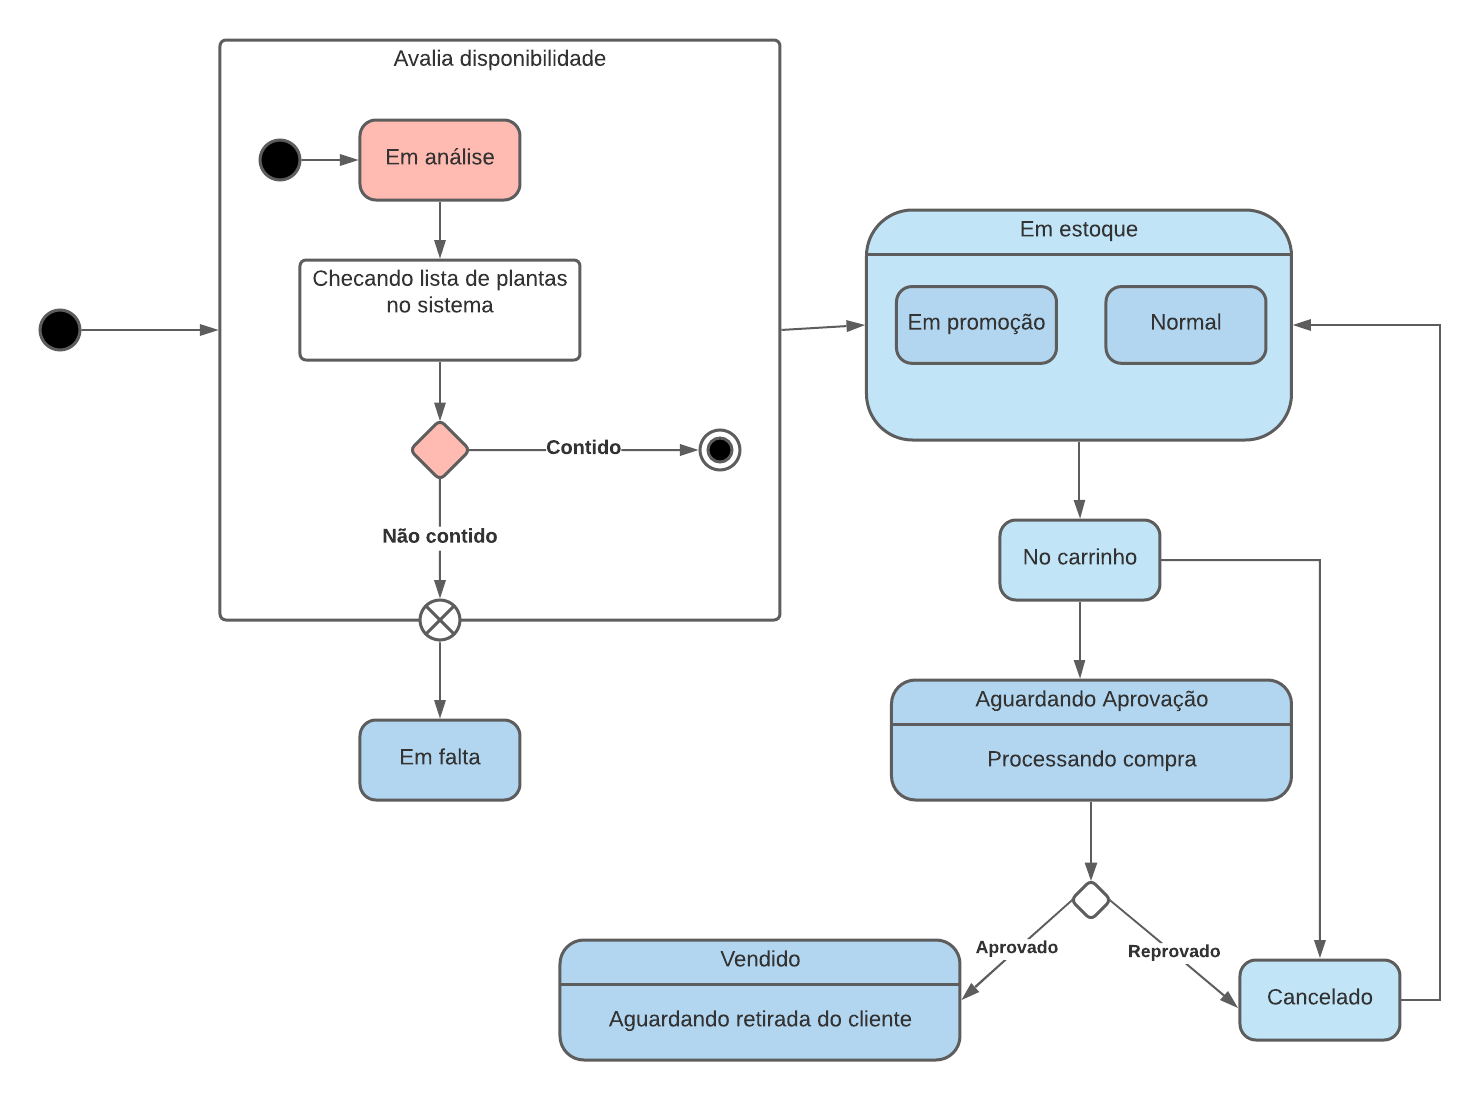 Avalia disponibilidade
Em análise
Checando lista de plantas
no sistema
Contido
Não contido
Em falta
Em estoque
Em promoção
Normal
No carrinho
Aguardando Aprovação
Processando compra
Aprovado
Reprovado
Vendido
Aguardando retirada do cliente
Cancelado